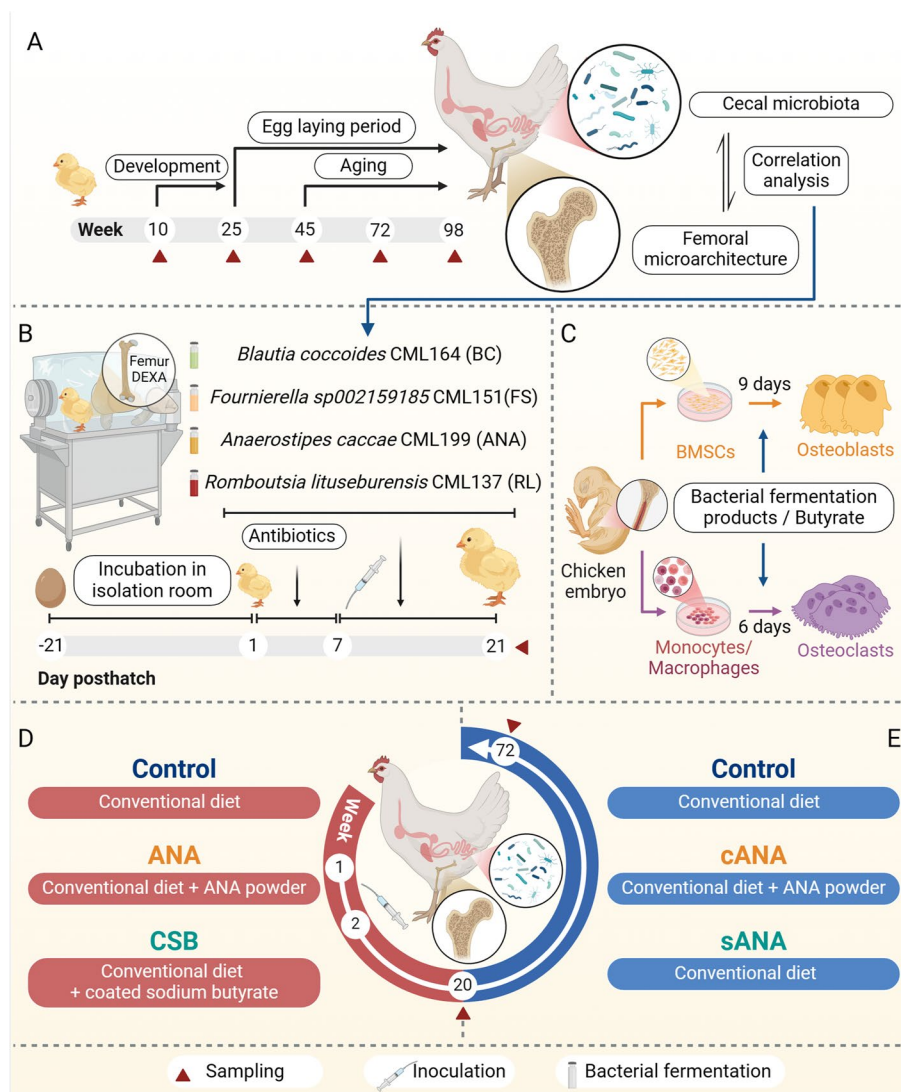 A
Egg laying period
Development
Aging
Week 10 25 45 72 98
Cecal microbiota
Correlation
analysis
Femoral
microarchitecture
B
Femur
DEXA
Blautia coccoides CML164 (BC)
Fournierella sp002159185 CML151(FS)
Anaerostipes caccae CML199 (ANA)
Romboutsia lituseburensis CML137 (RL)
Antibiotics
Incubation in
isolation room
-21 1 7 21
Day posthatch
C
9 days
BMSCs
Osteoblasts
Bacterial fermentation
products / Butyrate
Chicken
embryo
6 days
Monocytes/
Macrophages
Osteoclasts
D
Control
Conventional diet
ANA
Conventional diet + ANA powder
CSB
Conventional diet
+ coated sodium butyrate
Week
1
2
20
72
E
Control
Conventional diet
cANA
Conventional diet + ANA powder
sANA
Conventional diet
Sampling
Inoculation
Bacterial fermentation